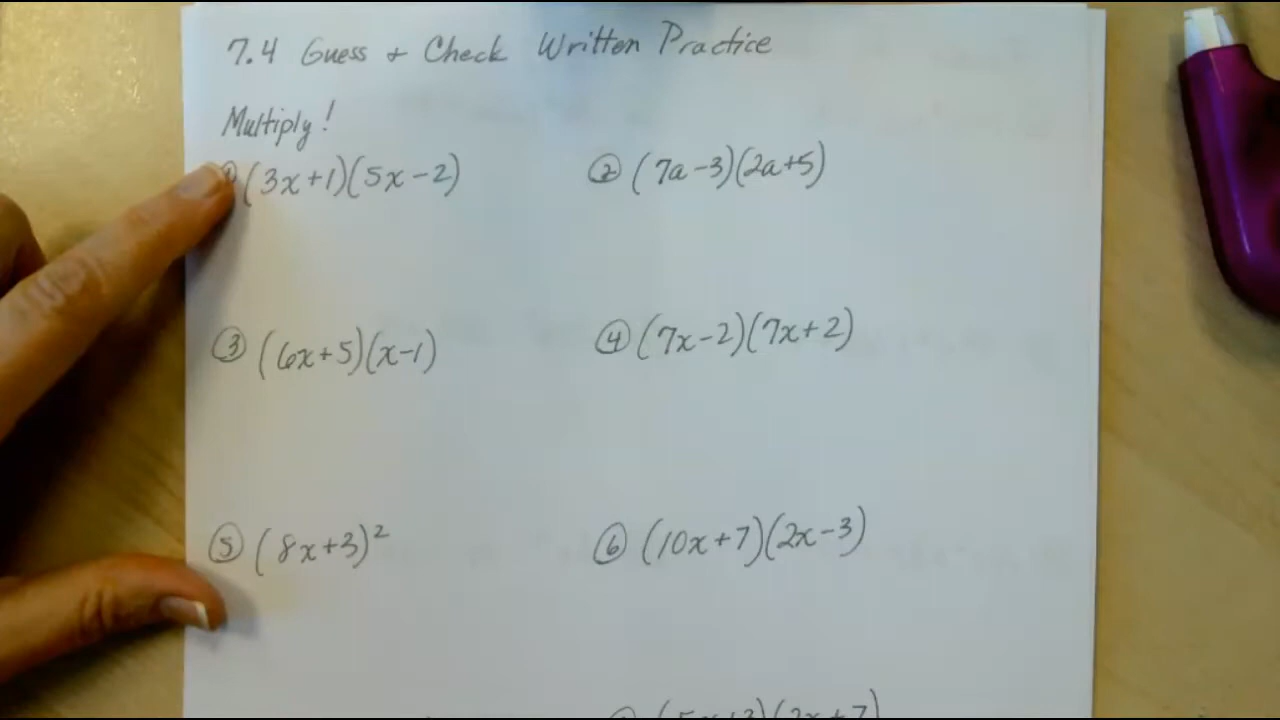 7.4 Guess + Check Written Practice
Multiply!
① (3x+1)(5x-2) ② (7a-3)(2a+5)
③ (6x+5)(x-1) ④ (7x-2)(7x+2)
⑤ (8x+3)² ⑥ (10x+7)(2x-3)